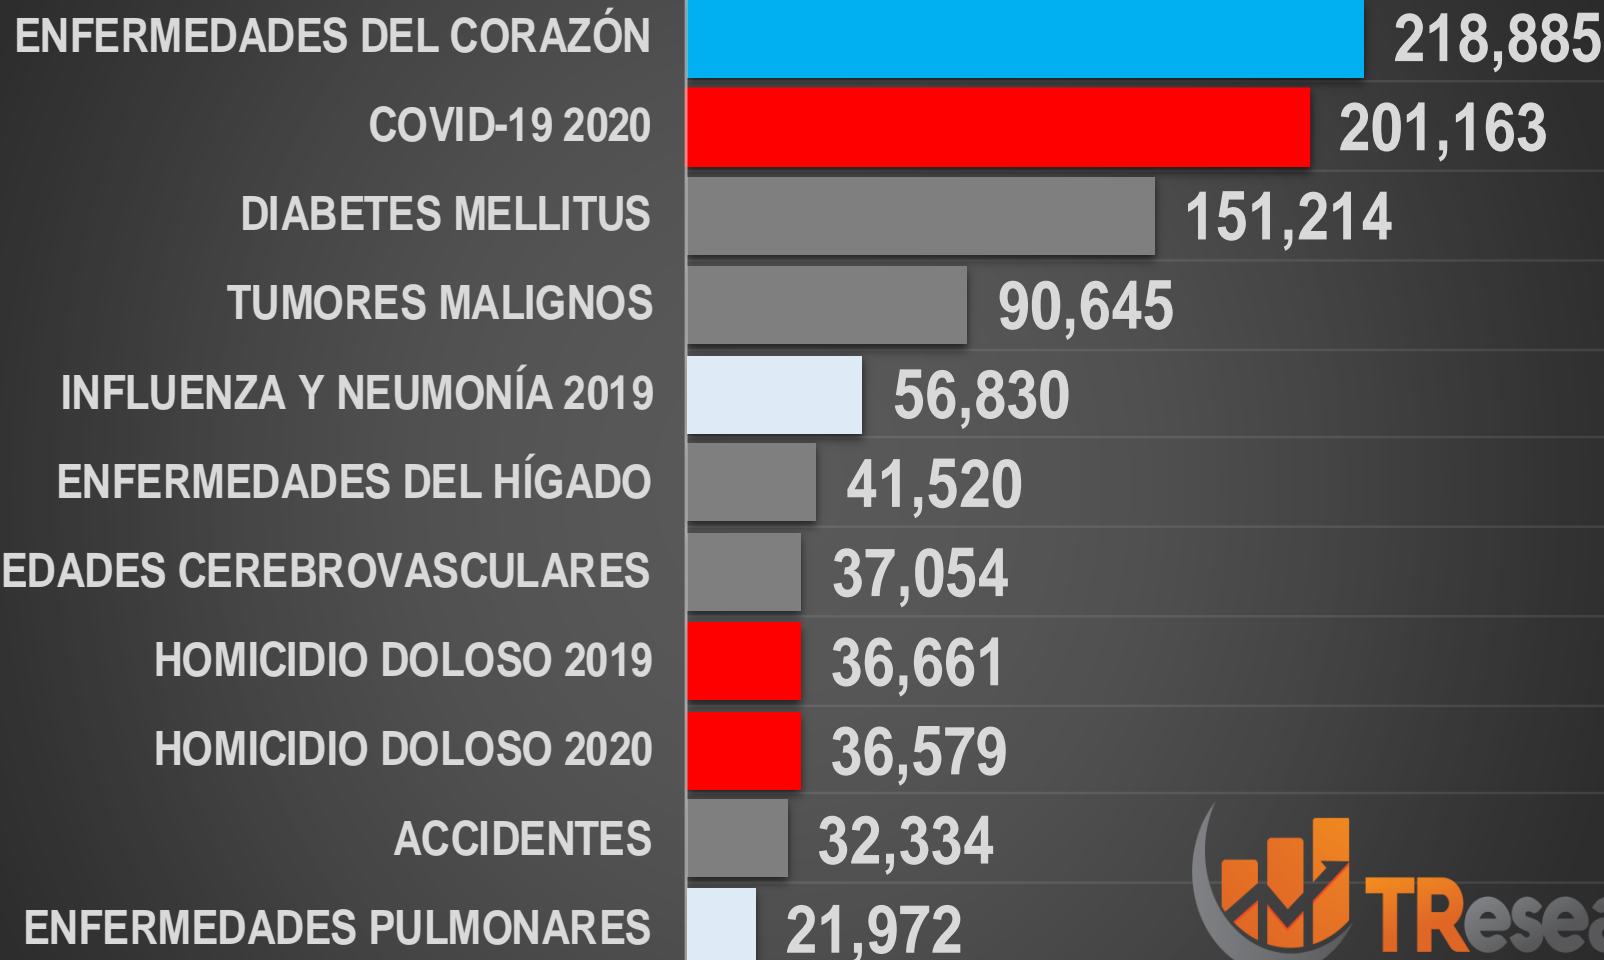 ENFERMEDADES DEL CORAZÓN 218,885
COVID-19 2020 201,163
DIABETES MELLITUS 151,214
TUMORES MALIGNOS 90,645
INFLUENZA Y NEUMONÍA 2019 56,830
ENFERMEDADES DEL HÍGADO 41,520
EDADES CEREBROVASCULARES 37,054
HOMICIDIO DOLOSO 2019 36,661
HOMICIDIO DOLOSO 2020 36,579
ACCIDENTES 32,334
ENFERMEDADES PULMONARES 21,972
TResea